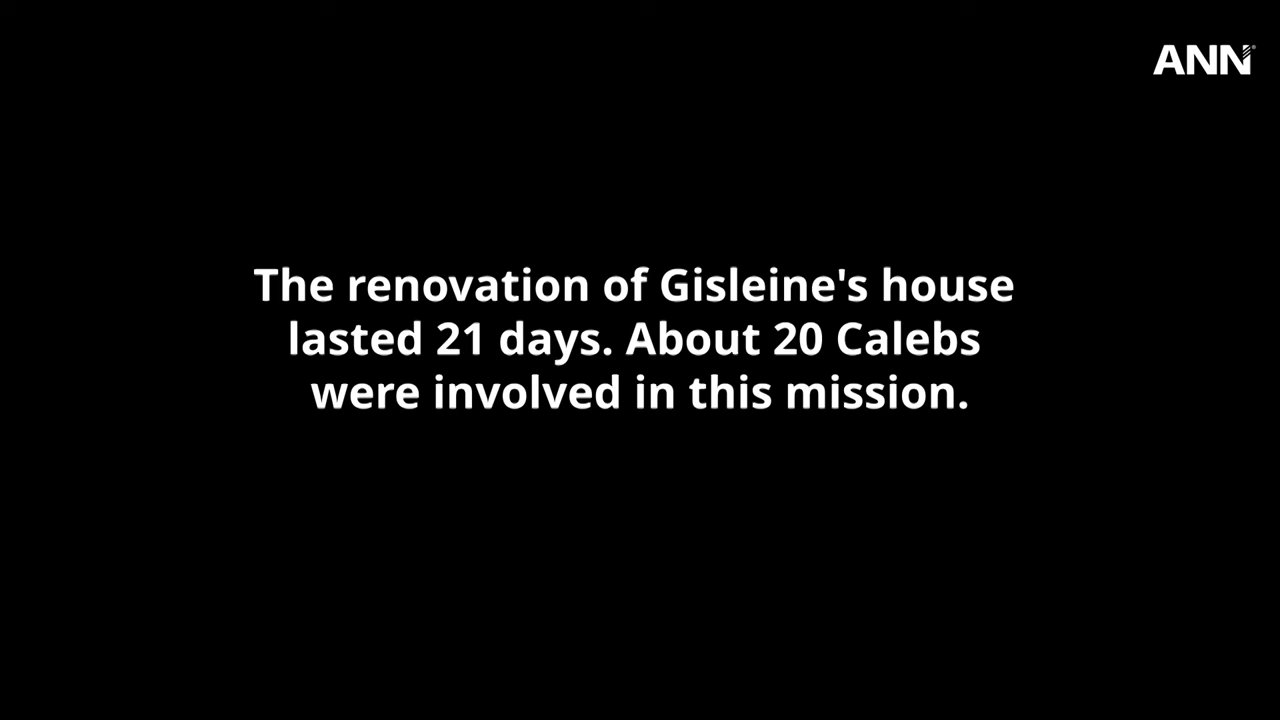 ANN
The renovation of Gisleine's house
lasted 21 days. About 20 Calebs
were involved in this mission.